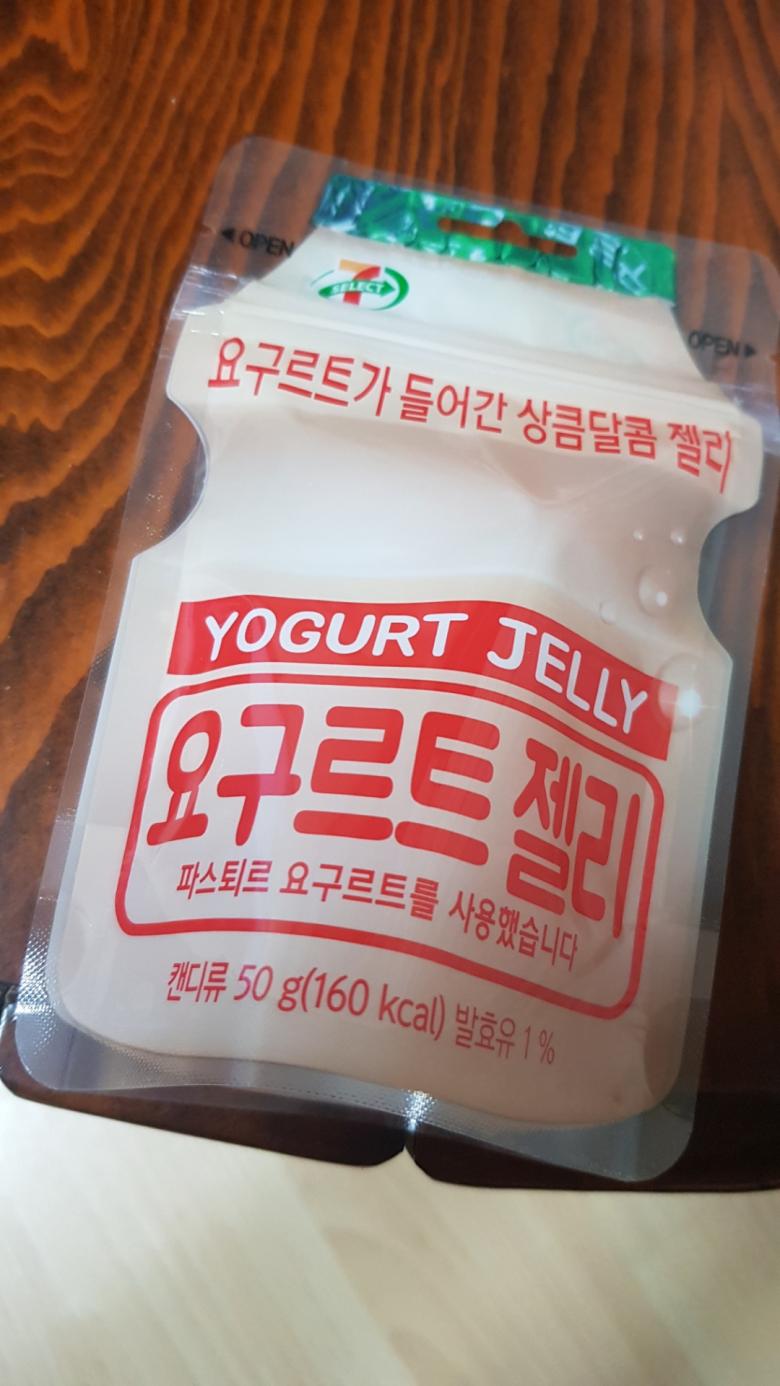 ◀OPEN
7
SELECT
OPEN▶
요구르트가 들어간 상큼달콤 젤리
YOGURT JELLY
요구르트 젤리
파스퇴르 요구르트를 사용했습니다
캔디류 50 g(160 kcal) 발효유 1 %